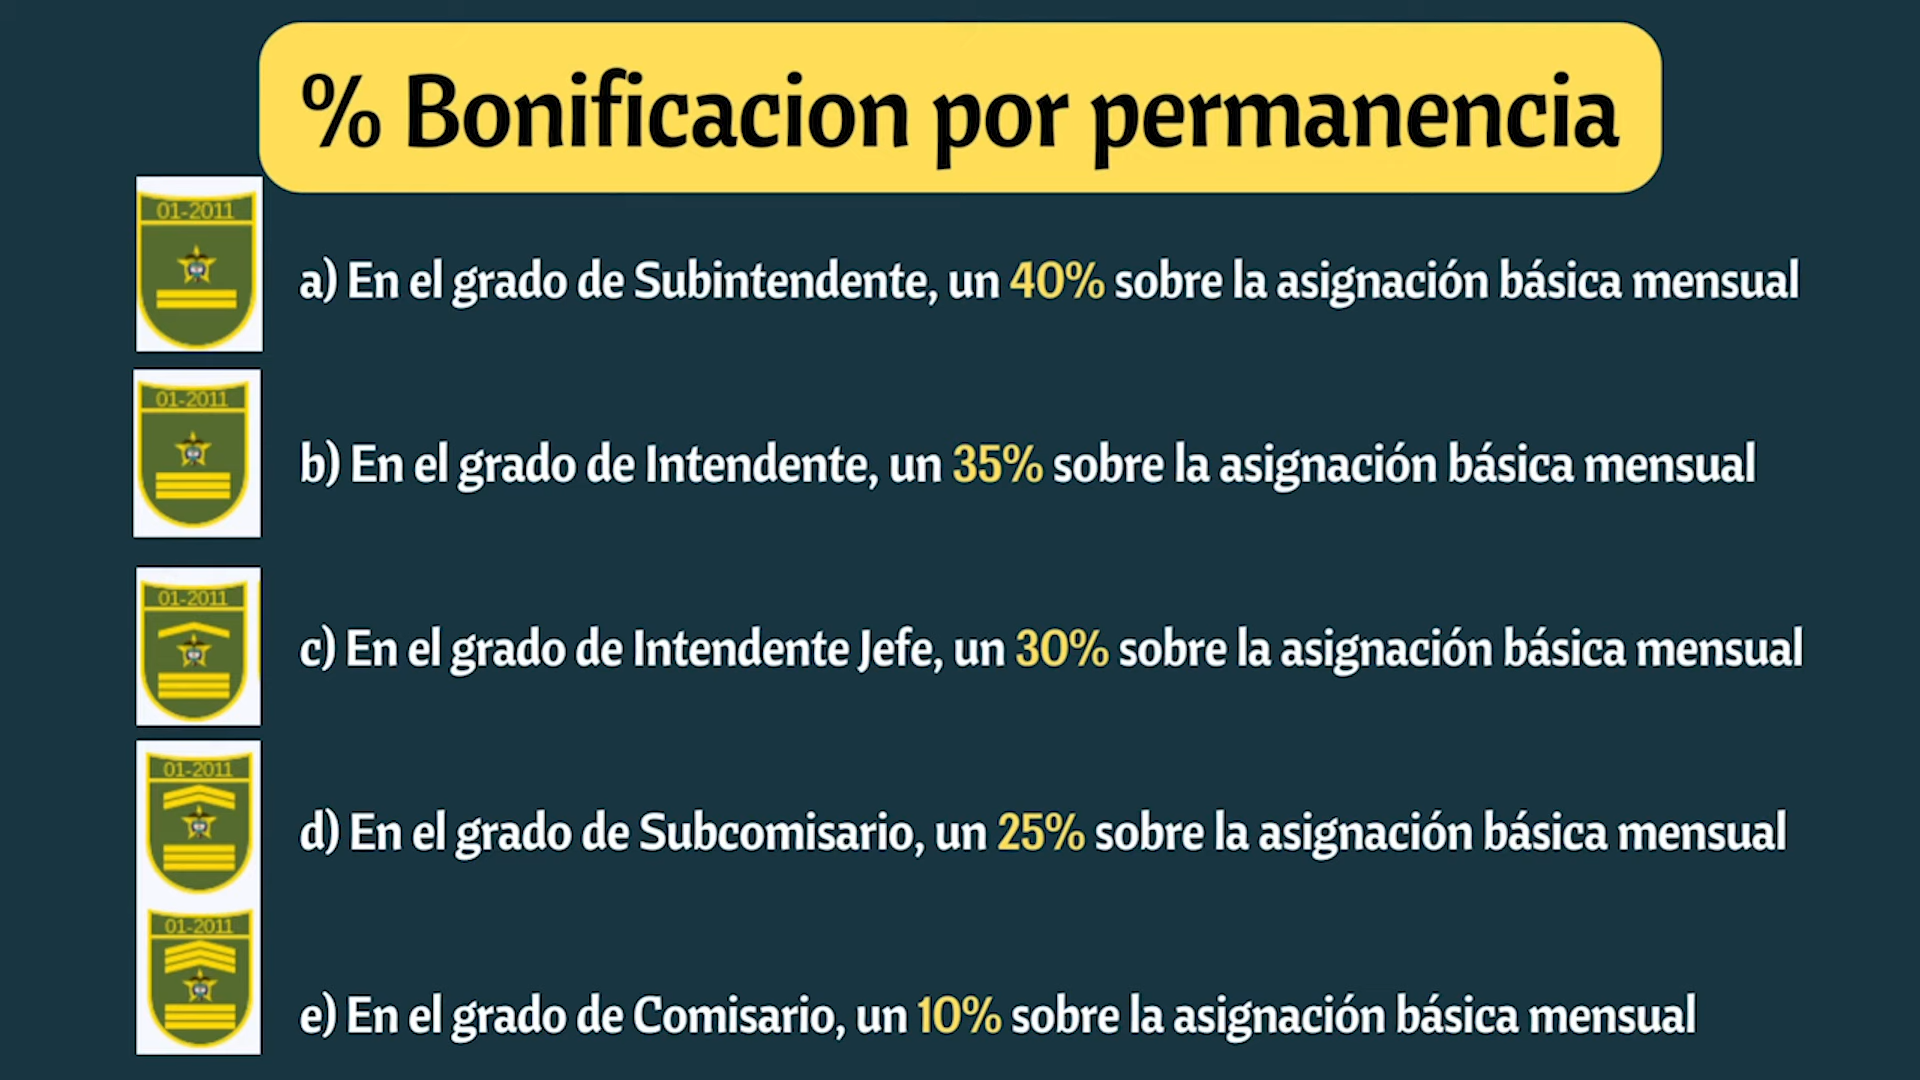 % Bonificacion por permanencia
01-2011
a) En el grado de Subintendente, un 40% sobre la asignación básica mensual
01-2011
b) En el grado de Intendente, un 35% sobre la asignación básica mensual
01-2011
c) En el grado de Intendente Jefe, un 30% sobre la asignación básica mensual
01-2011
d) En el grado de Subcomisario, un 25% sobre la asignación básica mensual
01-2011
e) En el grado de Comisario, un 10% sobre la asignación básica mensual